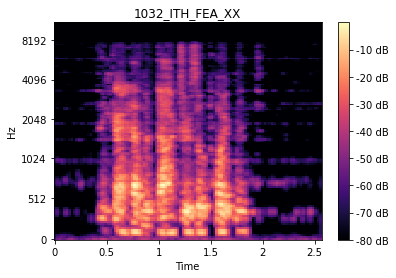 1032_ITH_FEA_XX
8192
4096
2048
1024
512
0
Hz
0
0.5
1
1.5
2
2.5
Time
-10 dB
-20 dB
-30 dB
-40 dB
-50 dB
-60 dB
-70 dB
-80 dB